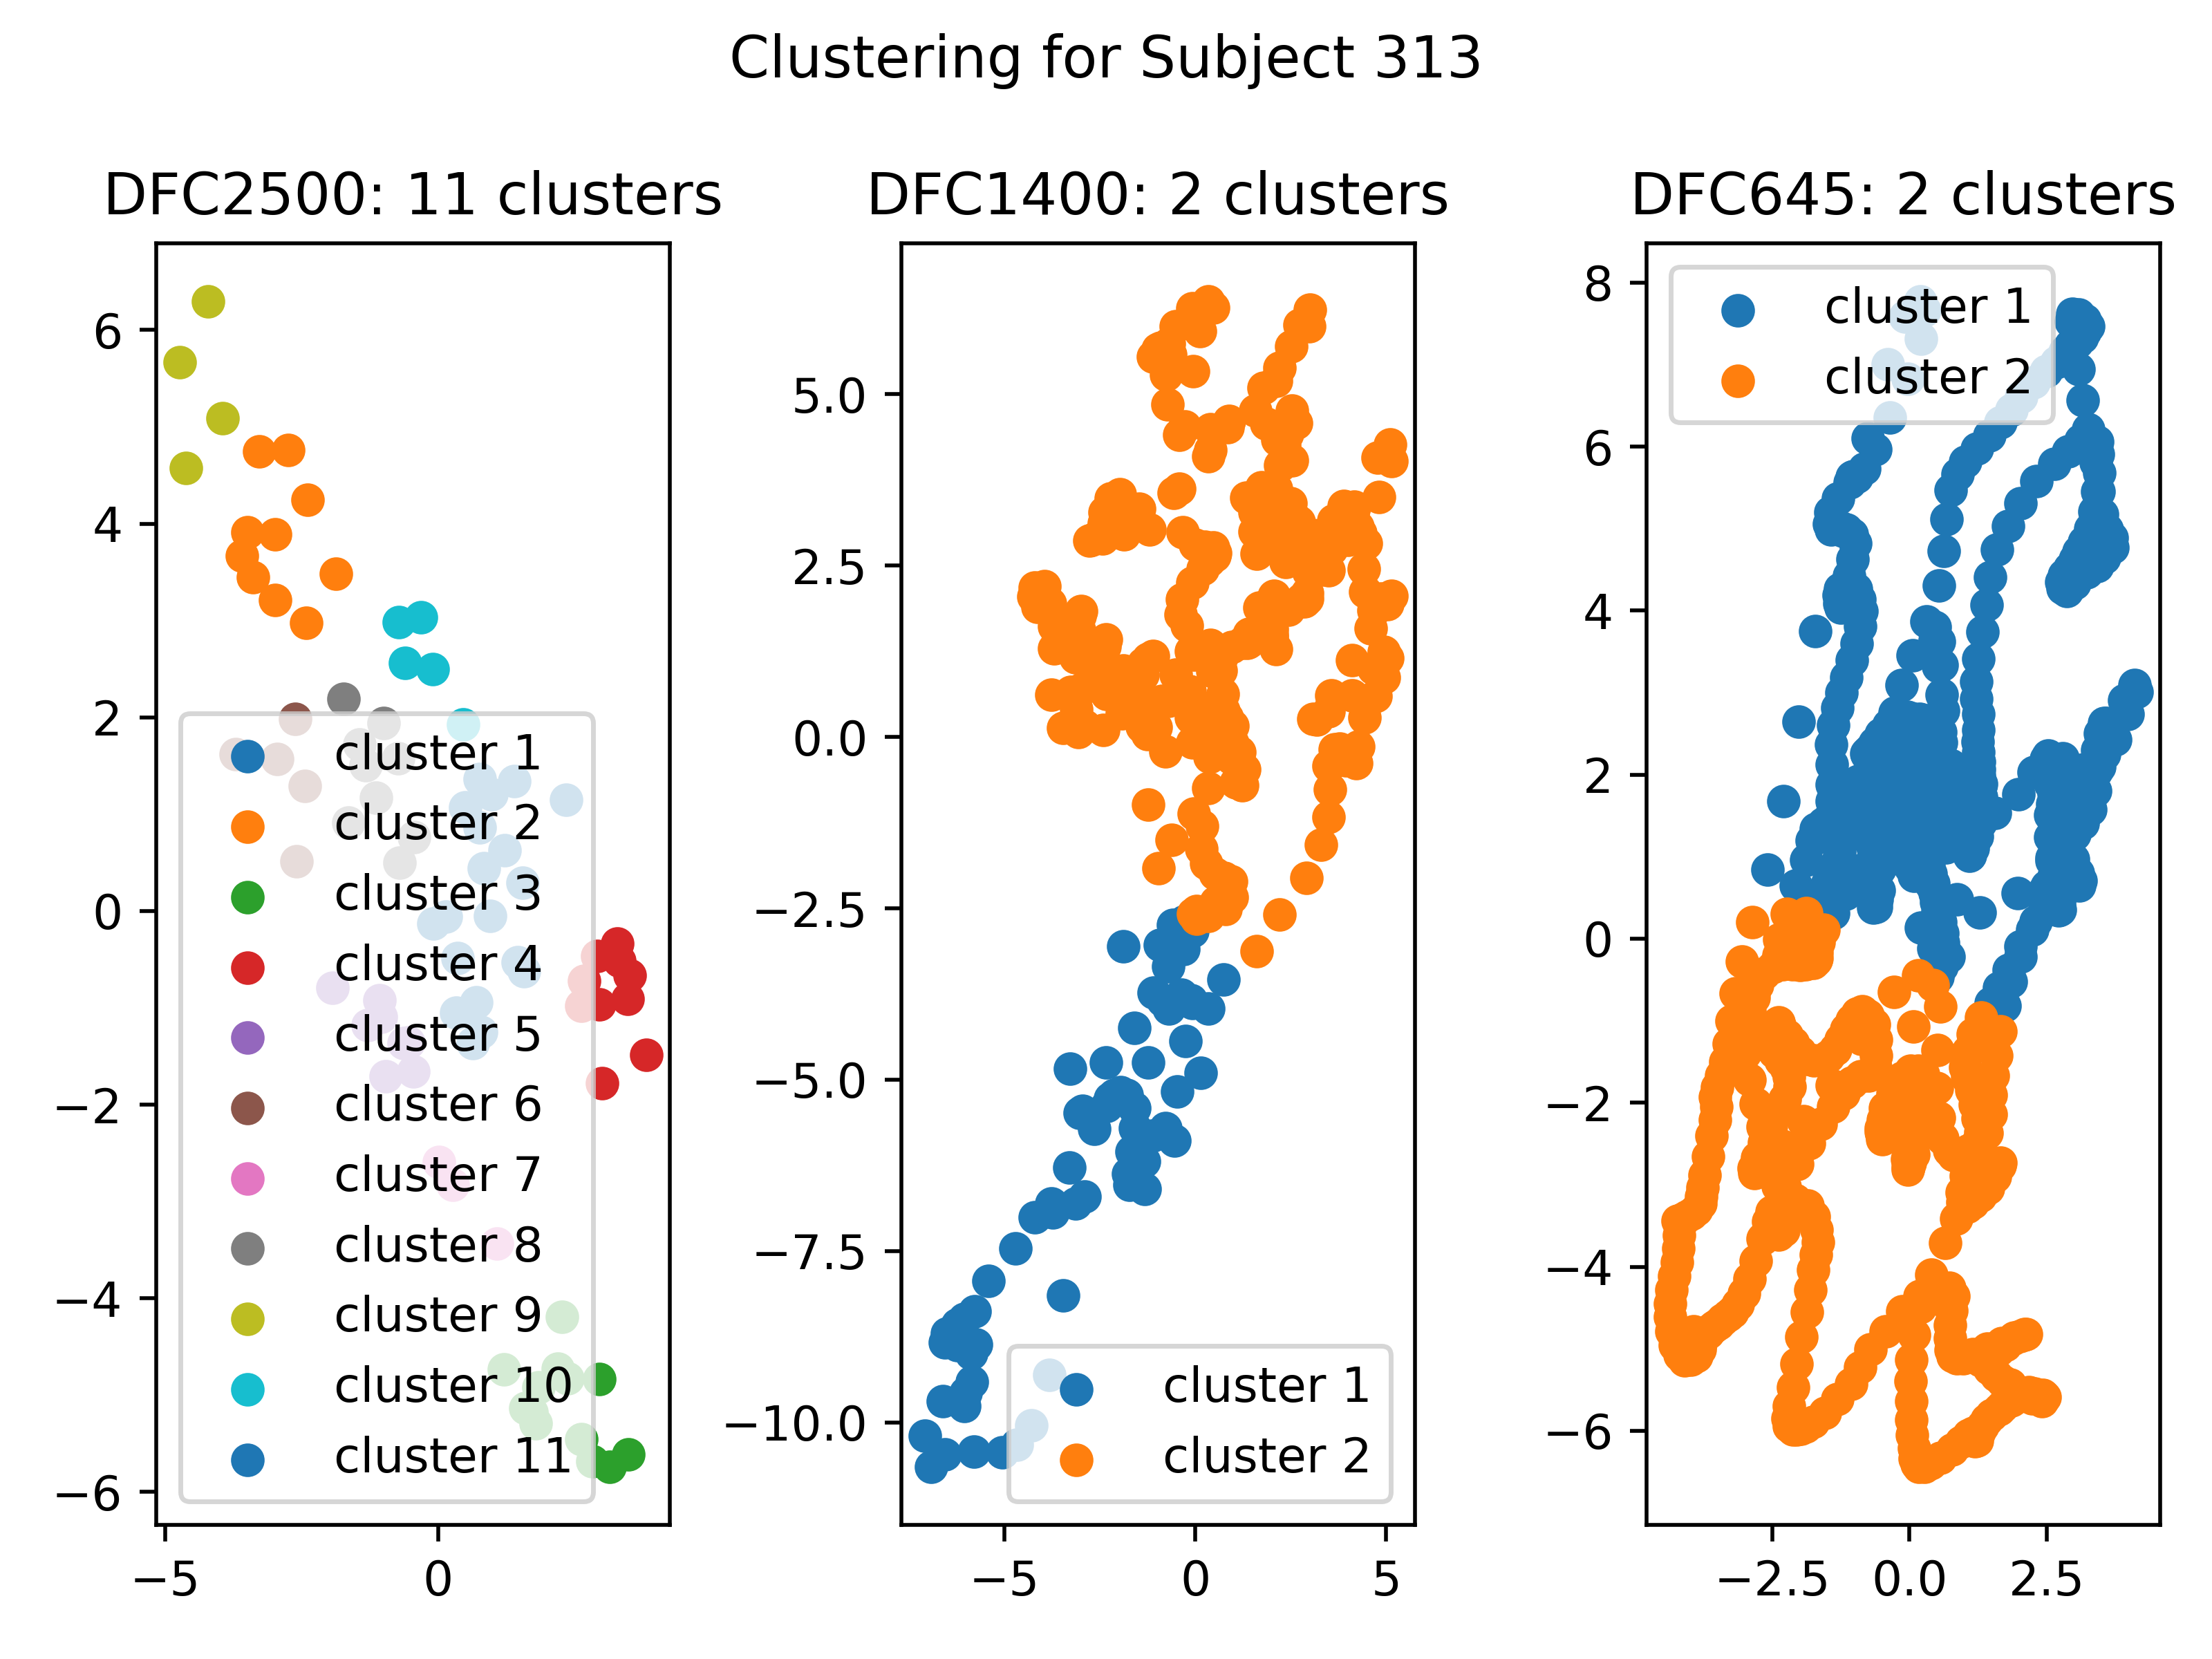 Clustering for Subject 313
DFC2500: 11 clusters
6
4
2
0
−2
−4
−6
−5
0
cluster 1
cluster 2
cluster 3
cluster 4
cluster 5
cluster 6
cluster 7
cluster 8
cluster 9
cluster 10
cluster 11
DFC1400: 2 clusters
5.0
2.5
0.0
−2.5
−5.0
−7.5
−10.0
−5
0
5
cluster 1
cluster 2
DFC645: 2 clusters
8
6
4
2
0
−2
−4
−6
−2.5
0.0
2.5
cluster 1
cluster 2